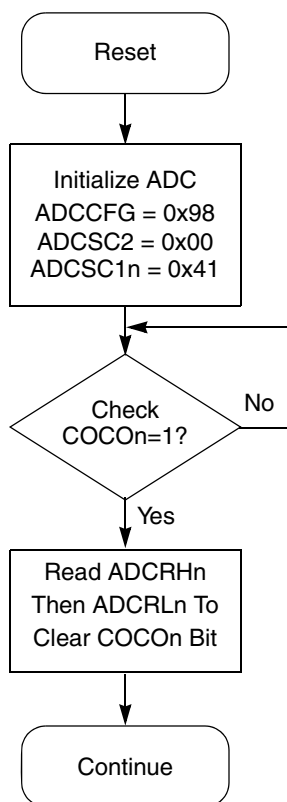 Reset
Initialize ADC
ADCCFG = 0x98
ADCSC2 = 0x00
ADCSC1n = 0x41
Check
COCOn=1?
No
Yes
Read ADCRHn
Then ADCRLn To
Clear COCOn Bit
Continue